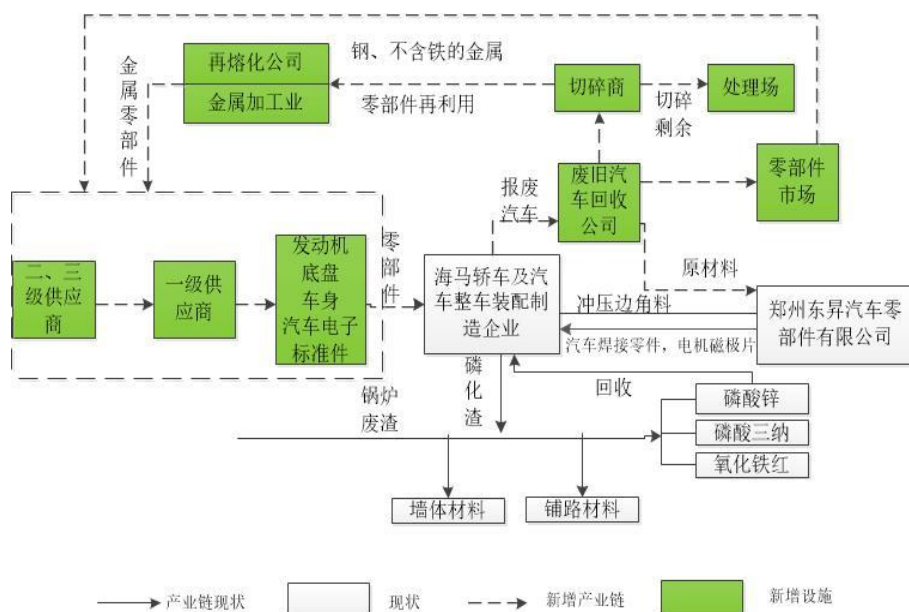 钢、不含铁的金属
再熔化公司
金属加工业
零部件再利用
切碎商
切碎
剩余
处理场
金
属
零
部
件
报废
汽车
废旧汽
车回收
公司
零部件
市场
二、三
级供应
商
一级供
应商
发动机
底盘
车身
汽车电子
标准件
零
部
件
海马轿车及汽
车整车装配制
造企业
原材料
冲压边角料
汽车焊接零件，电机磁极片
郑州东昇汽车零
部件有限公司
锅炉
废渣
磷
化
渣
回收
磷酸锌
磷酸三纳
氧化铁红
墙体材料
铺路材料
产业链现状
现状
新增产业链
新增设施